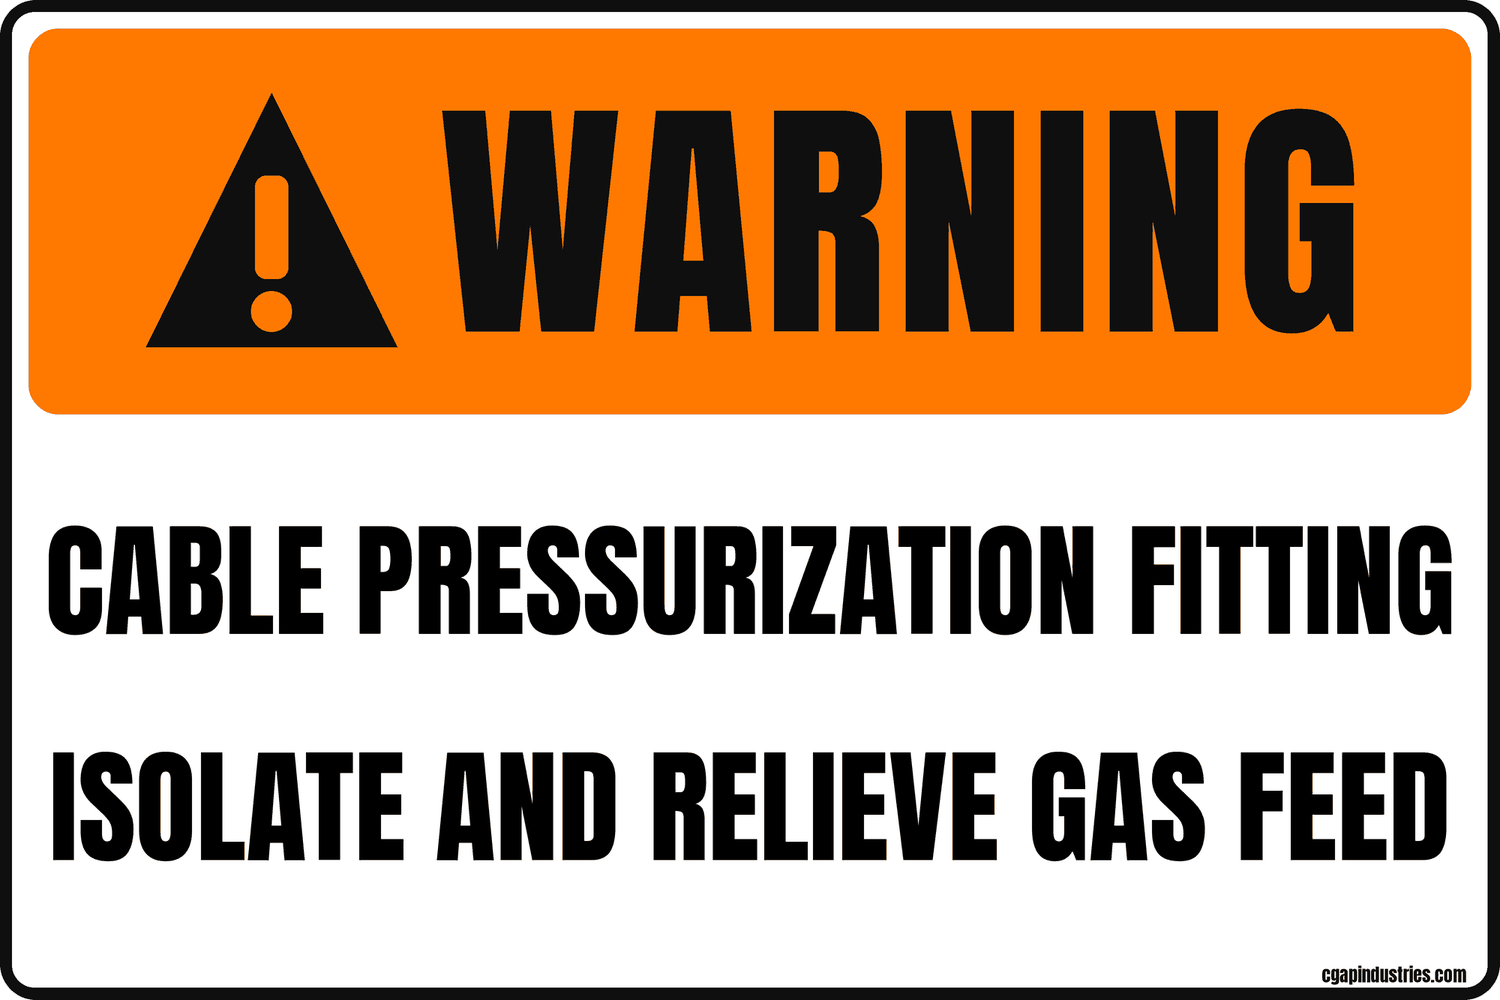 WARNING
CABLE PRESSURIZATION FITTING
ISOLATE AND RELIEVE GAS FEED
cgapindustries.com